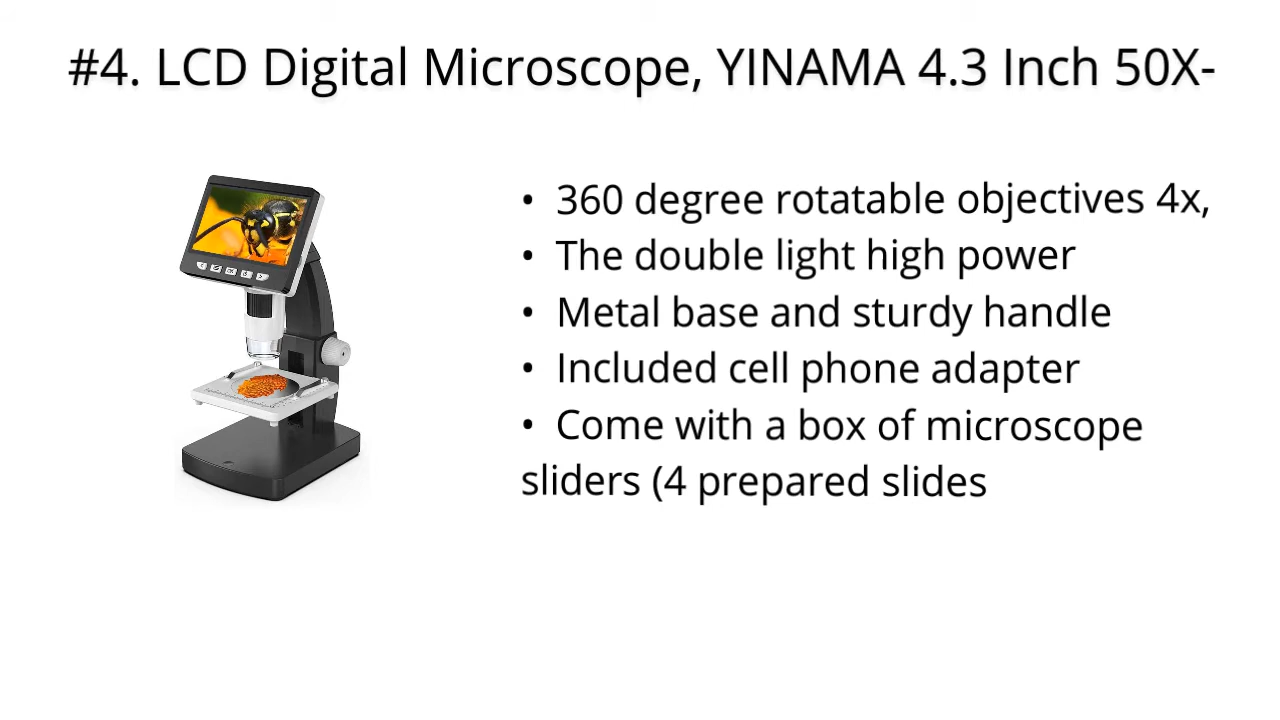 #4. LCD Digital Microscope, YINAMA 4.3 Inch 50X-
• 360 degree rotatable objectives 4x,
• The double light high power
• Metal base and sturdy handle
• Included cell phone adapter
• Come with a box of microscope
sliders (4 prepared slides